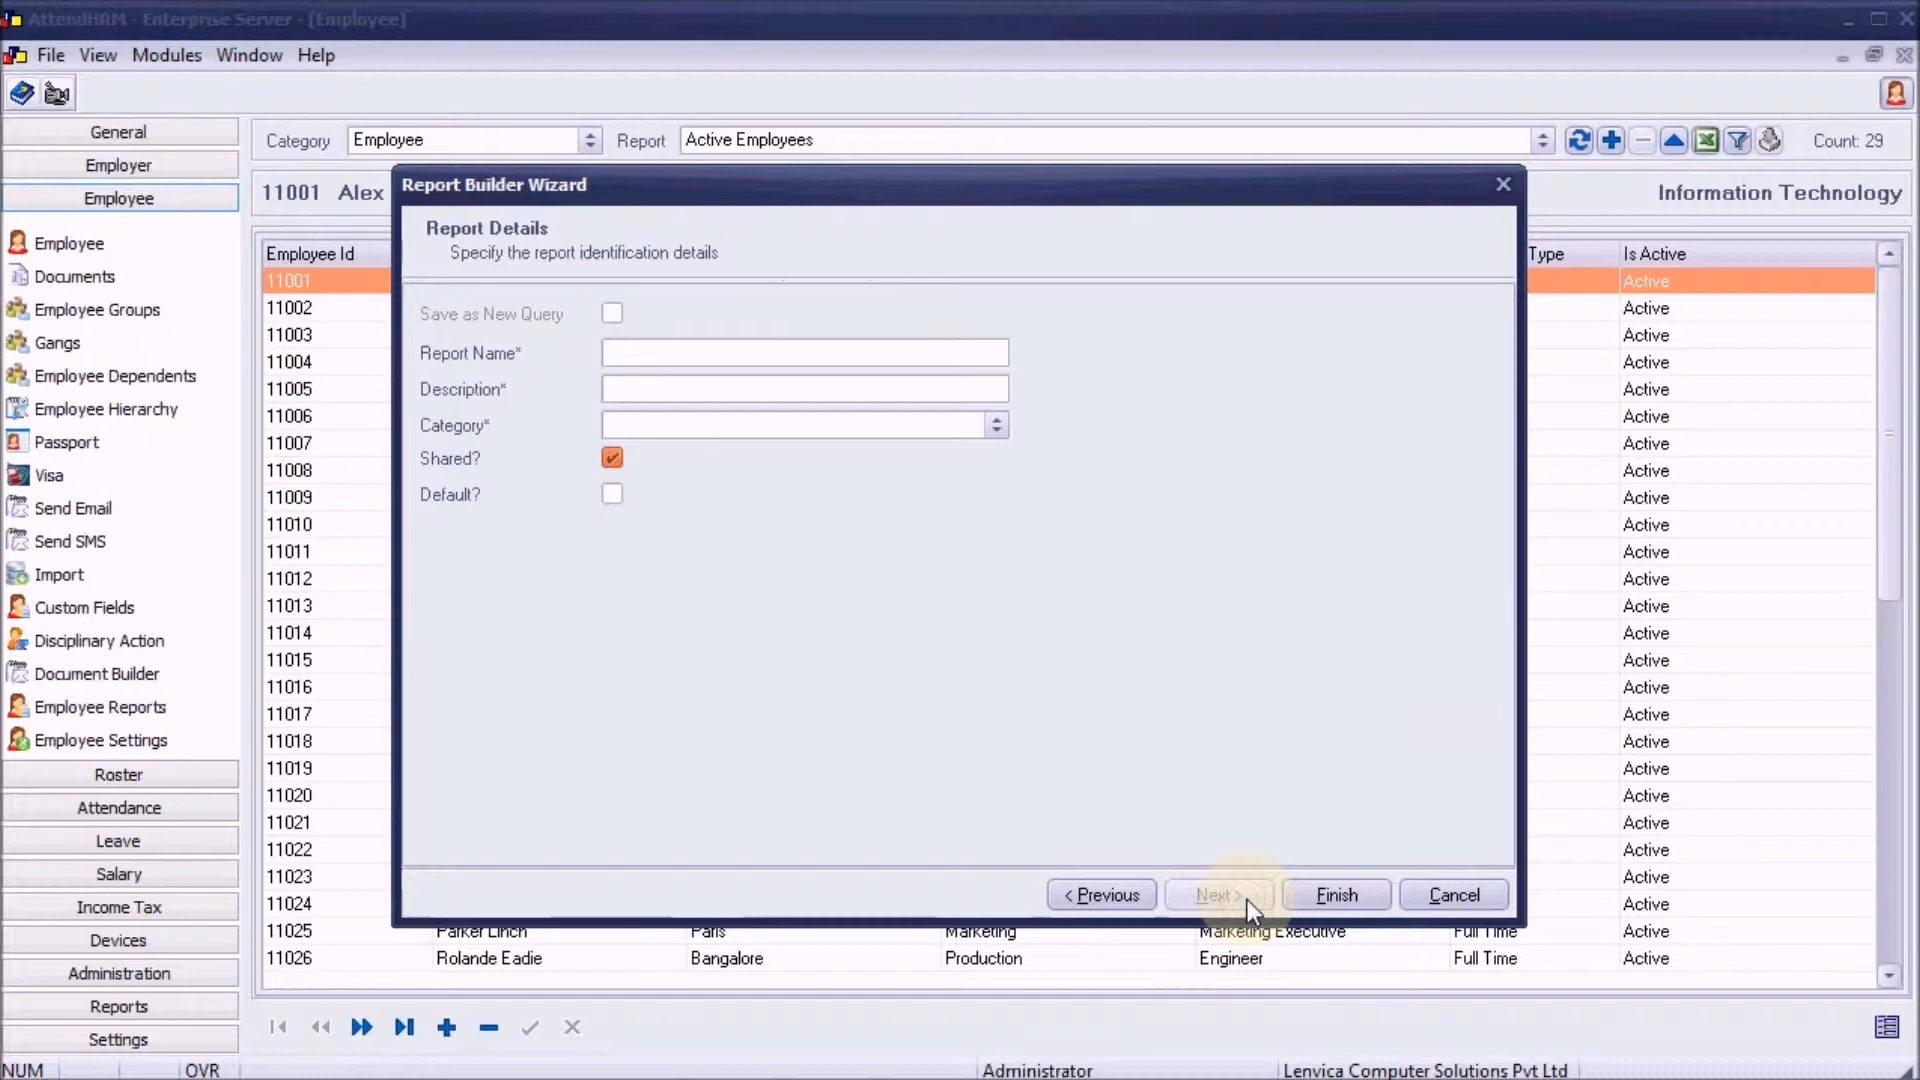 AttendHRM - Enterprise Server - [Employee]
File View Modules Window Help
General
Employer
Employee
Category Employee Report Active Employees Count: 29
11001 Alex Information Technology
Report Builder Wizard
Report Details
Specify the report identification details
Save as New Query
Report Name*
Description*
Category*
Shared?
Default?
< Previous Next > Finish Cancel
Employee
Documents
Employee Groups
Gangs
Employee Dependents
Employee Hierarchy
Passport
Visa
Send Email
Send SMS
Import
Custom Fields
Disciplinary Action
Document Builder
Employee Reports
Employee Settings
Roster
Attendance
Leave
Salary
Income Tax
Devices
Administration
Reports
Settings
Employee Id Type Is Active
11001 Active
11002 Active
11003 Active
11004 Active
11005 Active
11006 Active
11007 Active
11008 Active
11009 Active
11010 Active
11011 Active
11012 Active
11013 Active
11014 Active
11015 Active
11016 Active
11017 Active
11018 Active
11019 Active
11020 Active
11021 Active
11022 Active
11023 Active
11024 Active
11025 Parker Linch Paris Marketing Marketing Executive Full Time Active
11026 Rolande Eadie Bangalore Production Engineer Full Time Active
NUM OVR Administrator Lenvica Computer Solutions Pvt Ltd